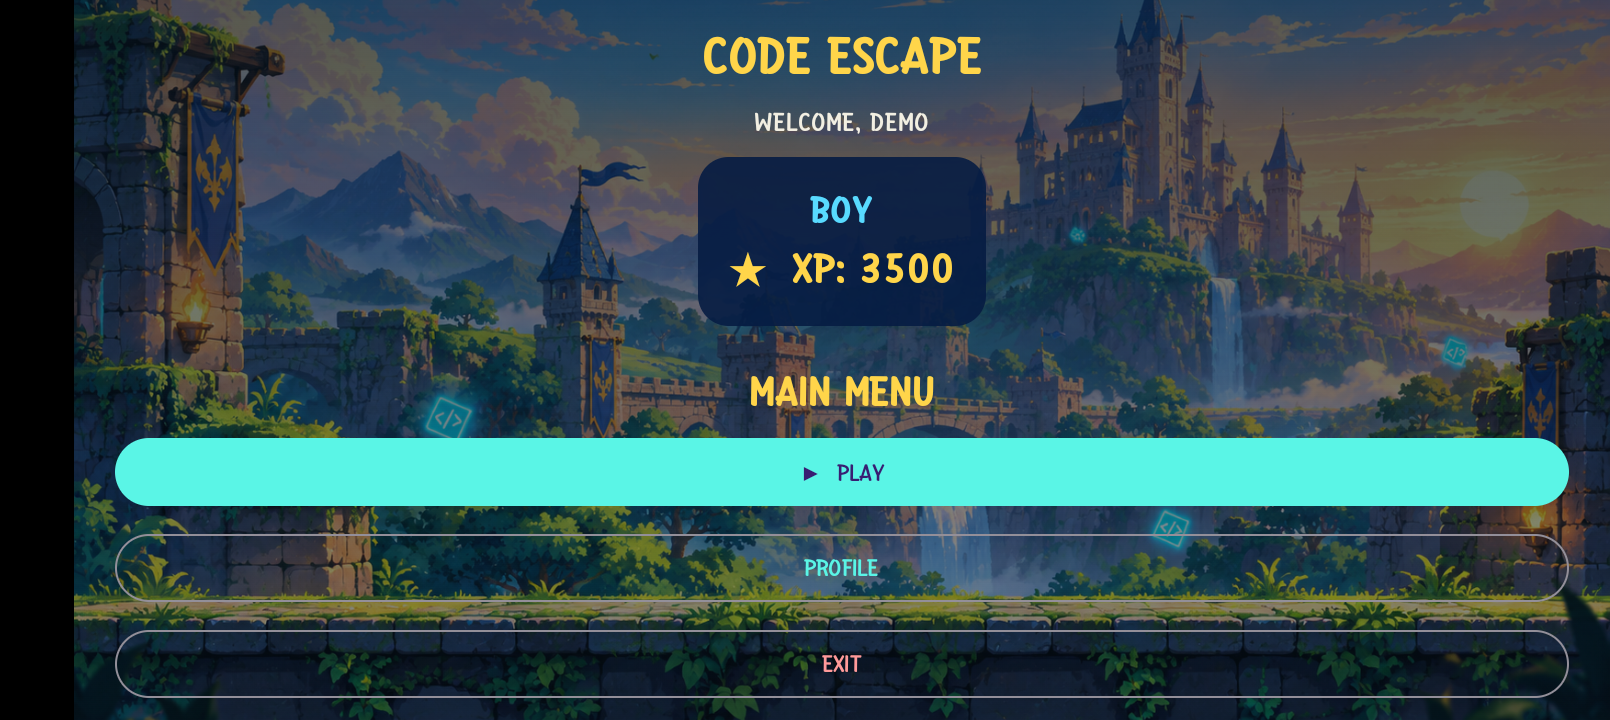 CODE ESCAPE
WELCOME, DEMO
BOY
★ XP: 3500
MAIN MENU
</>
► PLAY
</>
PROFILE
EXIT